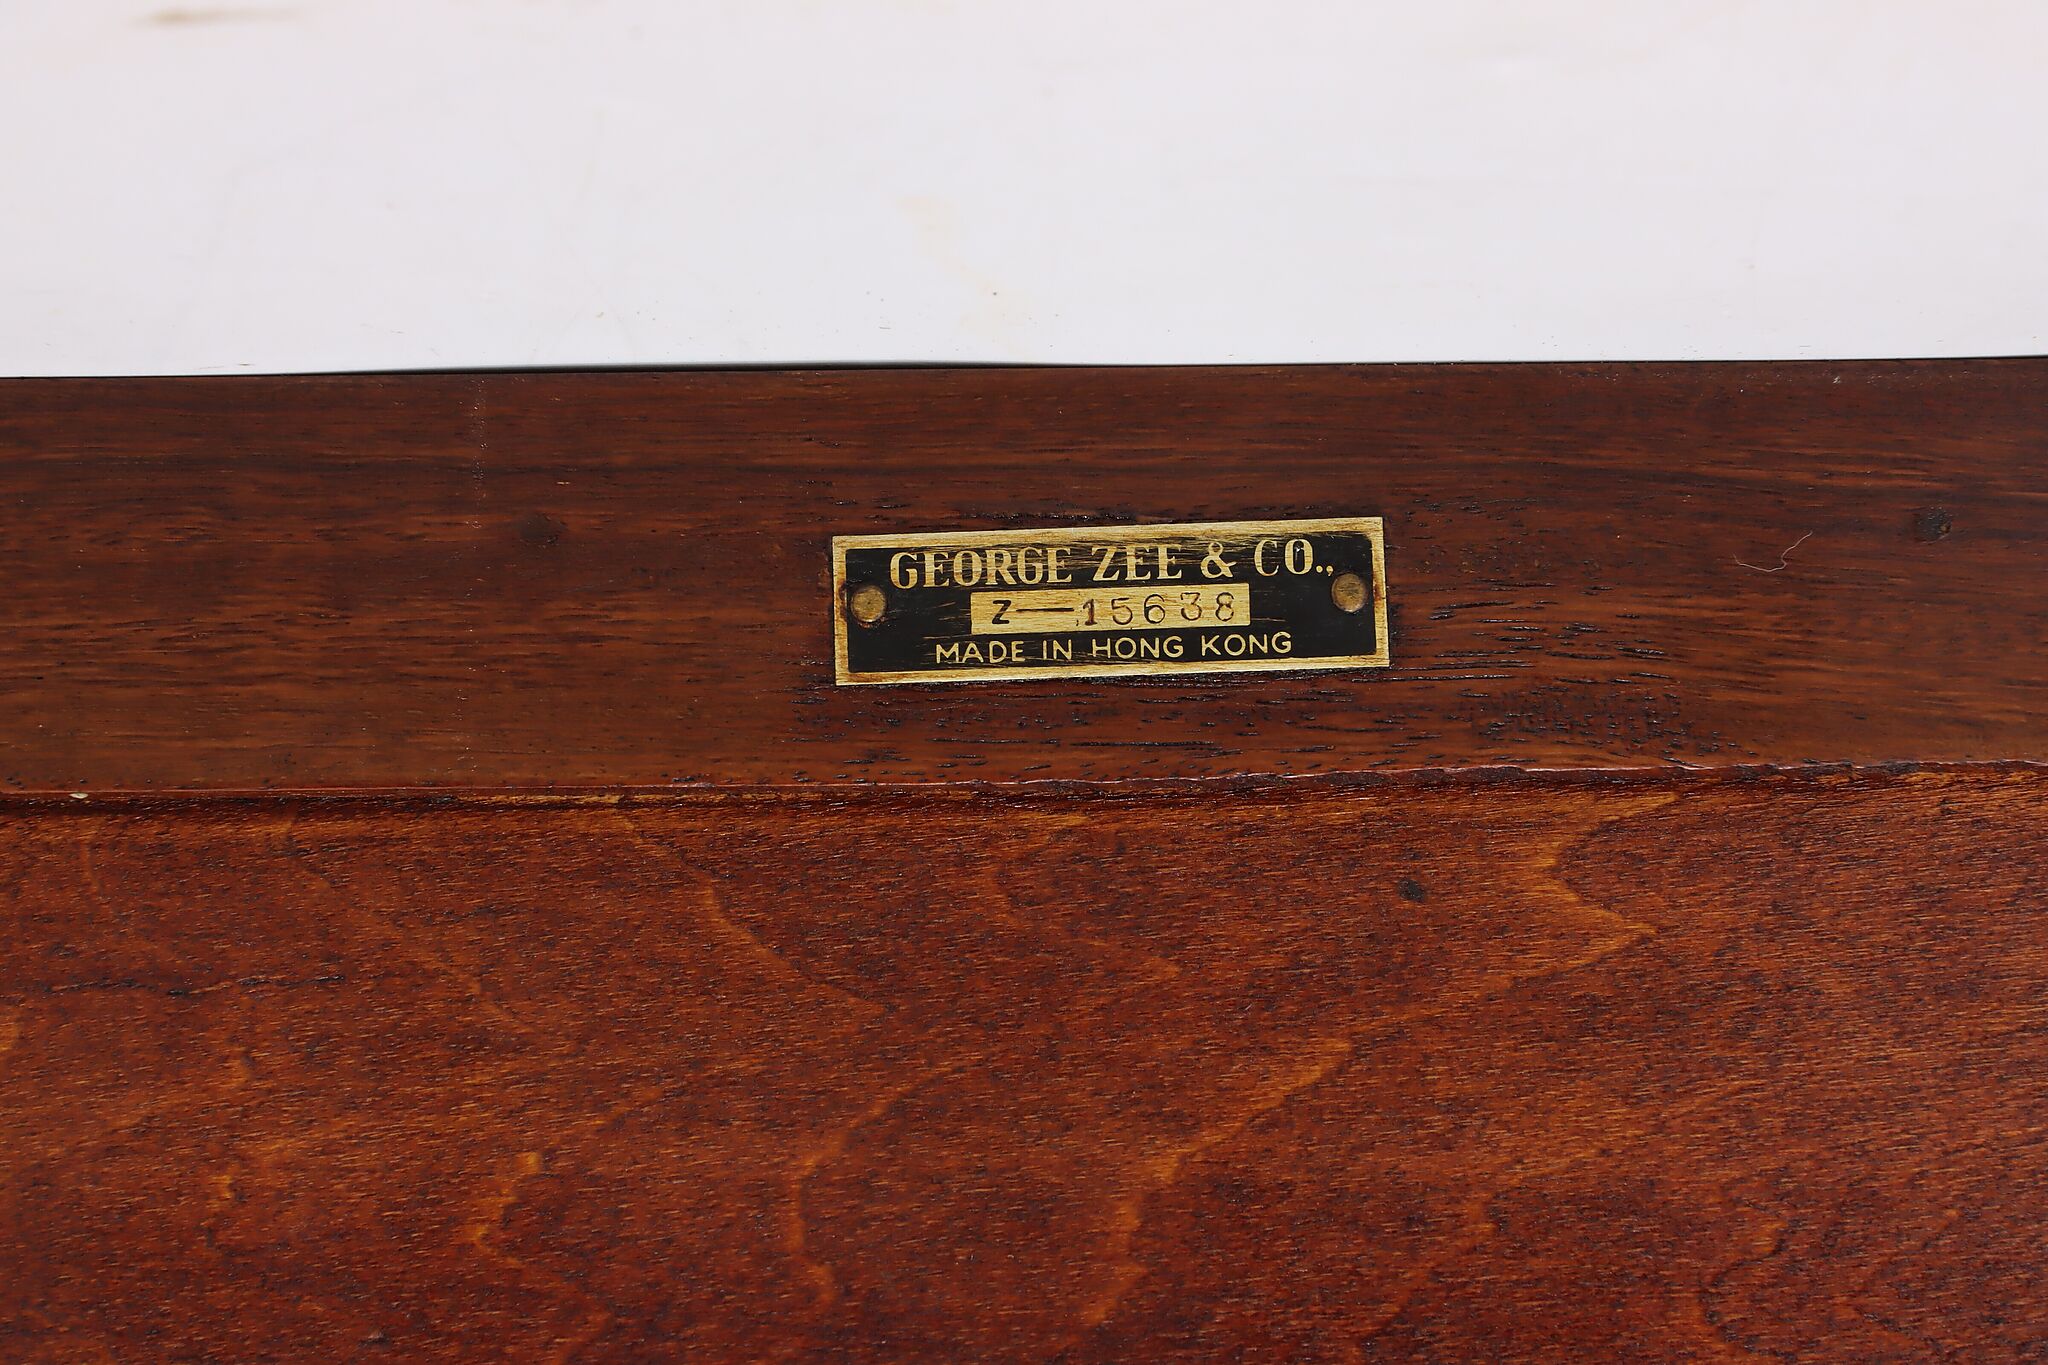 GEORGE ZEE & CO.,
Z—15638
MADE IN HONG KONG